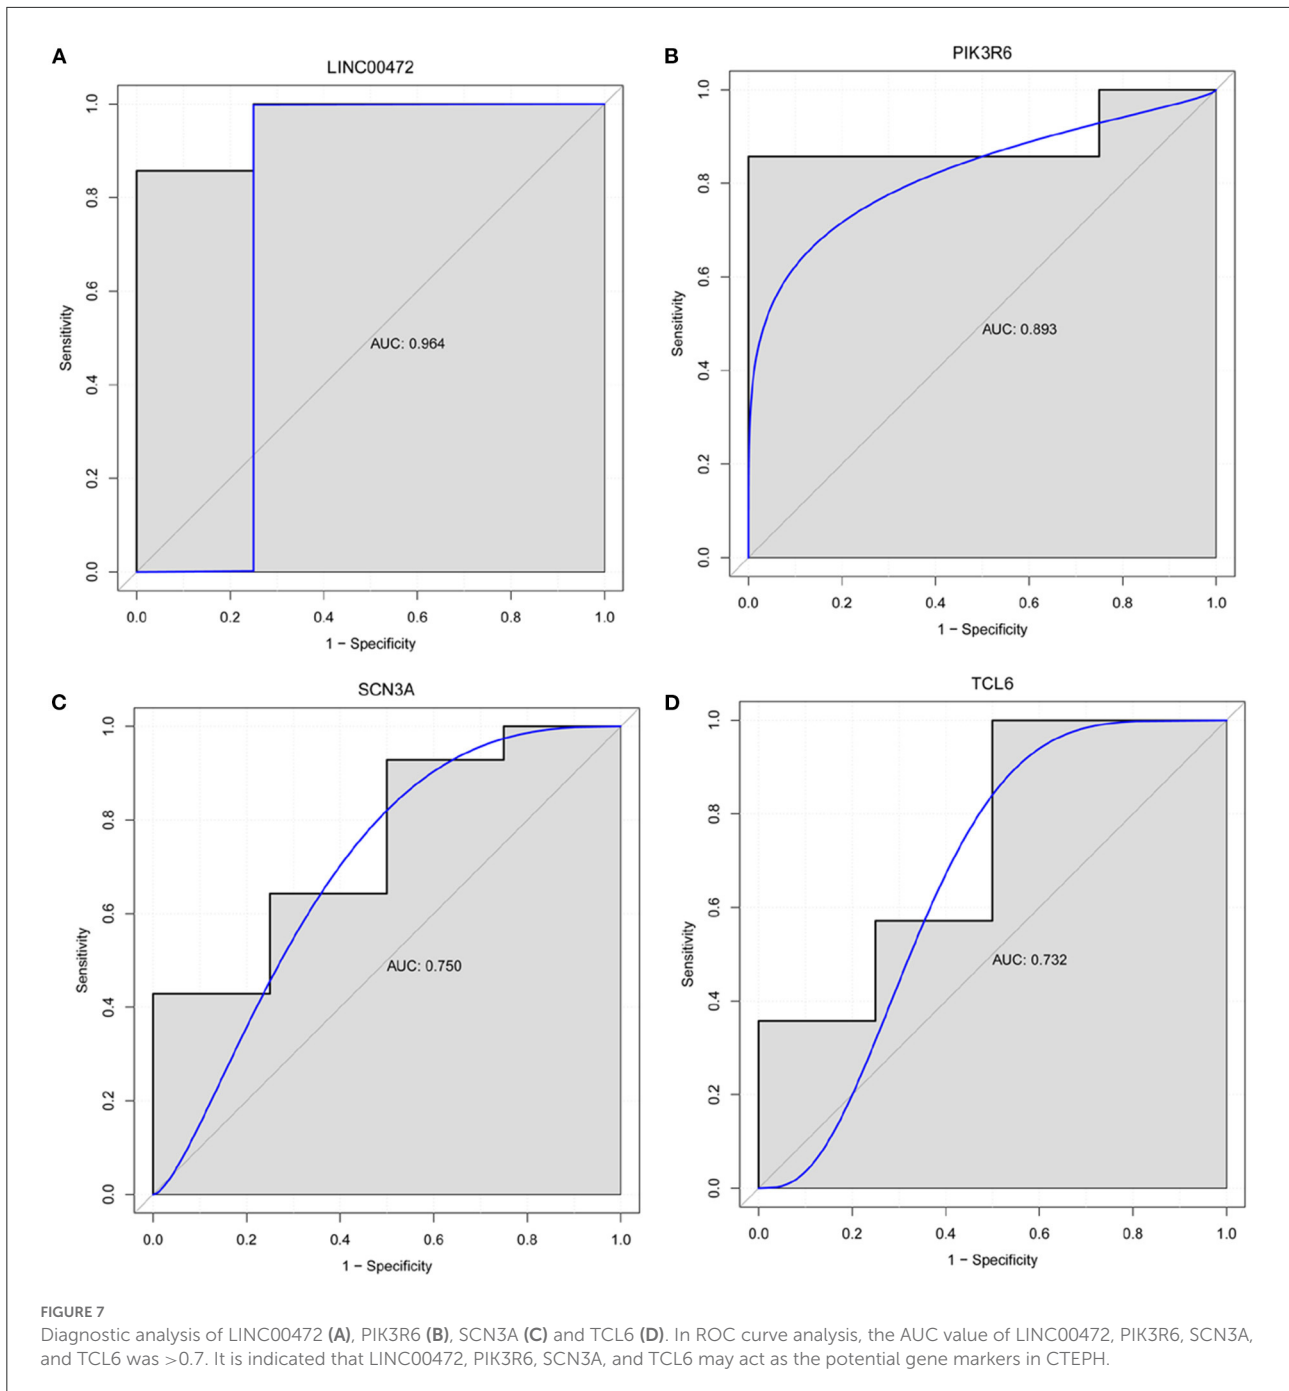 A
LINC00472
1.0
0.8
0.6
0.4
0.2
0.0
Sensitivity
AUC: 0.964
0.0 0.2 0.4 0.6 0.8 1.0
1 − Specificity
B
PIK3R6
1.0
0.8
0.6
0.4
0.2
0.0
Sensitivity
AUC: 0.893
0.0 0.2 0.4 0.6 0.8 1.0
1 − Specificity
C
SCN3A
1.0
0.8
0.6
0.4
0.2
0.0
Sensitivity
AUC: 0.750
0.0 0.2 0.4 0.6 0.8 1.0
1 − Specificity
D
TCL6
1.0
0.8
0.6
0.4
0.2
0.0
Sensitivity
AUC: 0.732
0.0 0.2 0.4 0.6 0.8 1.0
1 − Specificity
FIGURE 7
Diagnostic analysis of LINC00472 (A), PIK3R6 (B), SCN3A (C) and TCL6 (D). In ROC curve analysis, the AUC value of LINC00472, PIK3R6, SCN3A,
and TCL6 was >0.7. It is indicated that LINC00472, PIK3R6, SCN3A, and TCL6 may act as the potential gene markers in CTEPH.